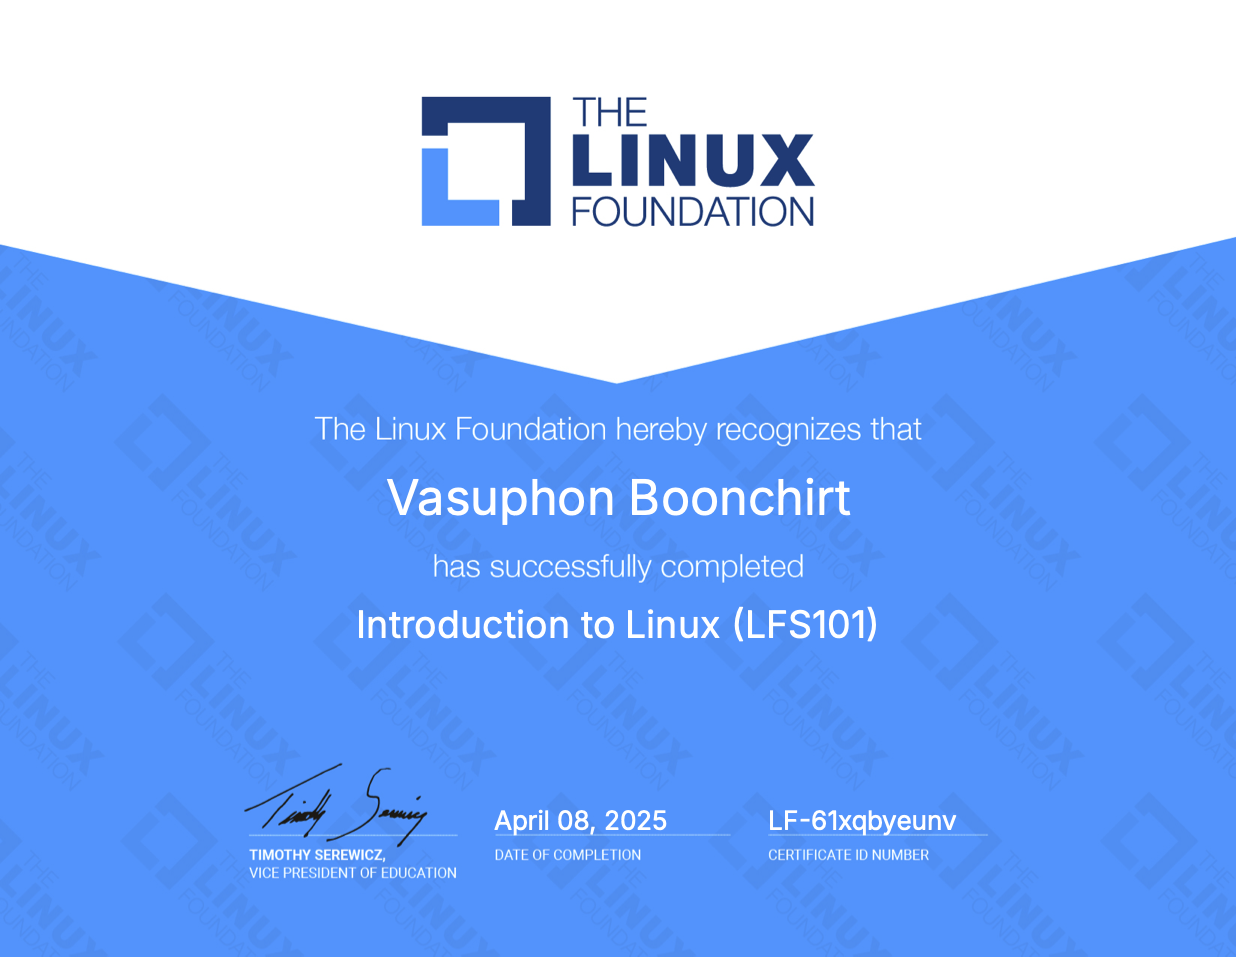 THE
LINUX
FOUNDATION
The Linux Foundation hereby recognizes that
Vasuphon Boonchirt
has successfully completed
Introduction to Linux (LFS101)
Timothy Serewicz
TIMOTHY SEREWICZ,
VICE PRESIDENT OF EDUCATION
April 08, 2025
DATE OF COMPLETION
LF-61xqbyeunv
CERTIFICATE ID NUMBER